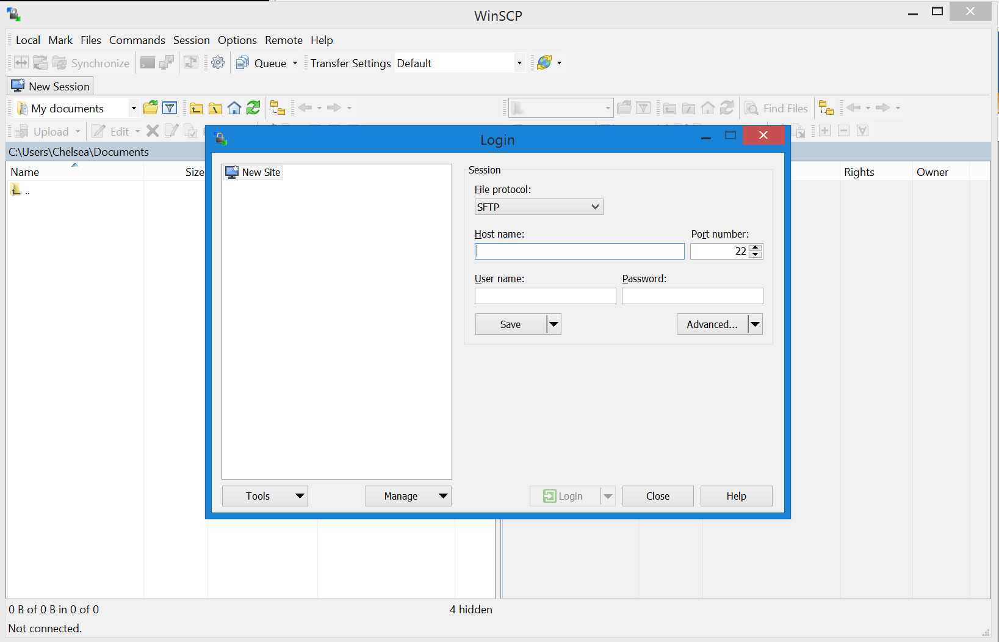 WinSCP
Local Mark Files Commands Session Options Remote Help
Synchronize Queue Transfer Settings Default
New Session
My documents Find Files
Upload Edit
C:\Users\Chelsea\Documents
Name Size Rights Owner
..
Login
New Site
Session
File protocol:
SFTP
Host name: Port number:
22
User name: Password:
Save Advanced...
Tools Manage Login Close Help
0 B of 0 B in 0 of 0 4 hidden
Not connected.